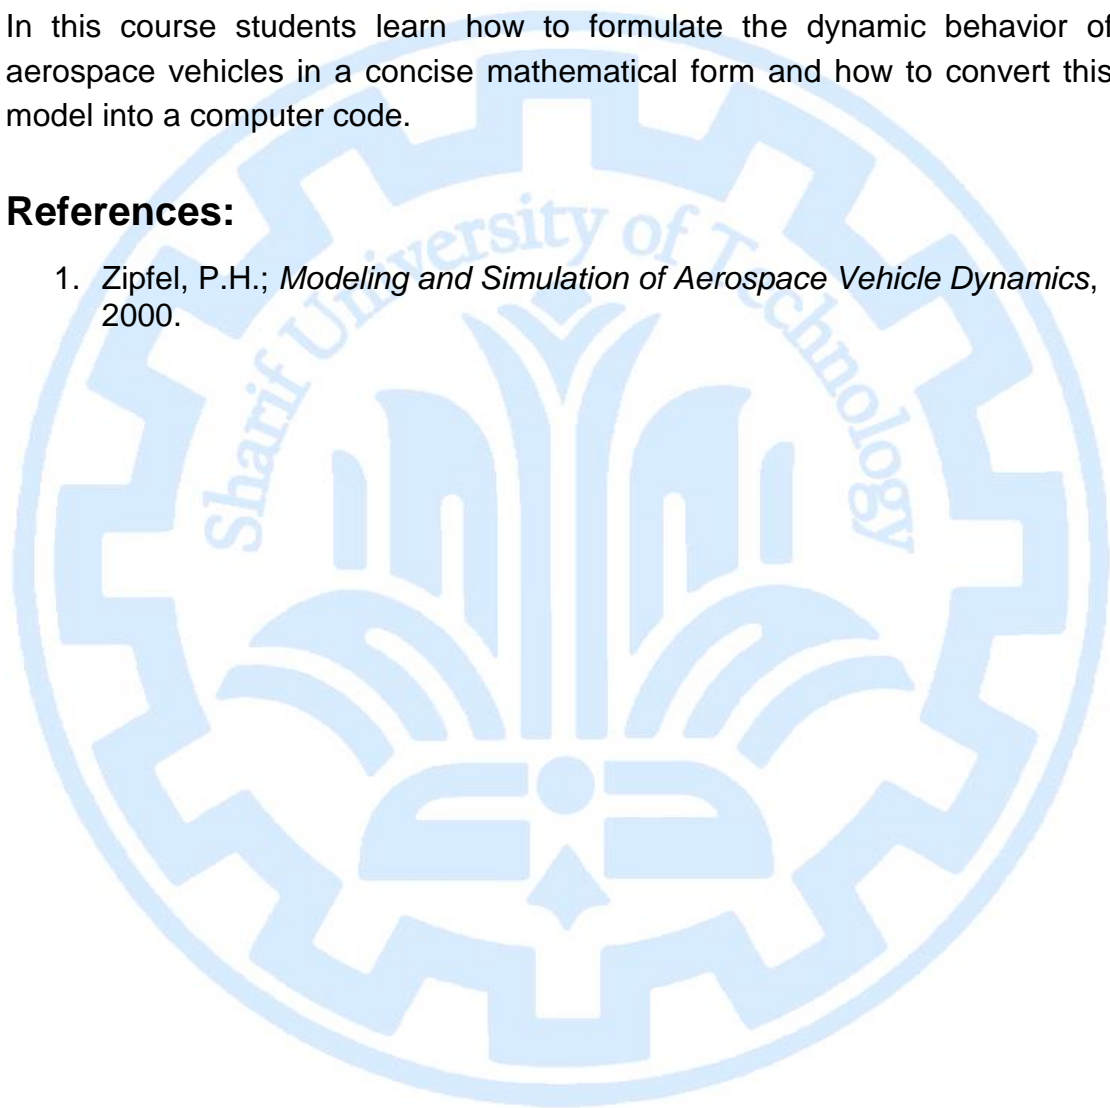 In this course students learn how to formulate the dynamic behavior of
aerospace vehicles in a concise mathematical form and how to convert this
model into a computer code.
References:
1. Zipfel, P.H.; Modeling and Simulation of Aerospace Vehicle Dynamics,
2000.
Sharif University of Technology